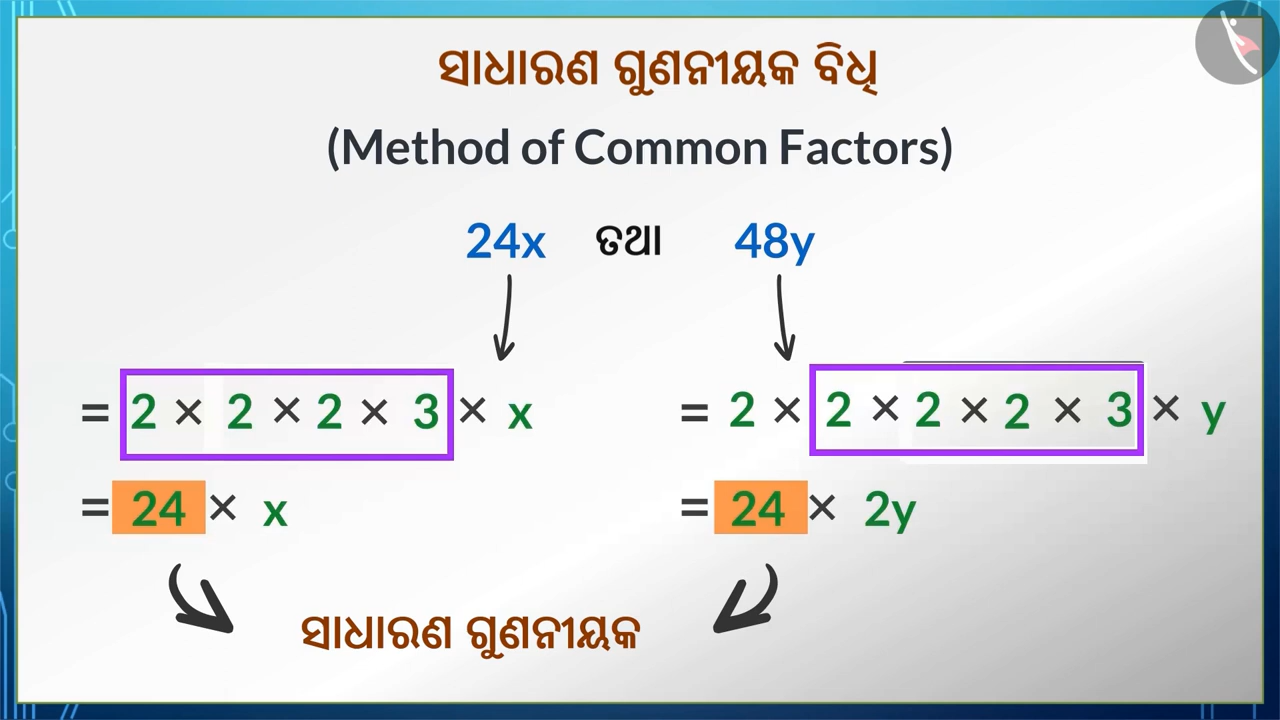 ସାଧାରଣ ଗୁଣନୀୟକ ବିଧି
(Method of Common Factors)
24x ତଥା 48y
= 2 × 2 × 2 × 3 × x = 2 × 2 × 2 × 2 × 3 × y
= 24 × x = 24 × 2y
ସାଧାରଣ ଗୁଣନୀୟକ